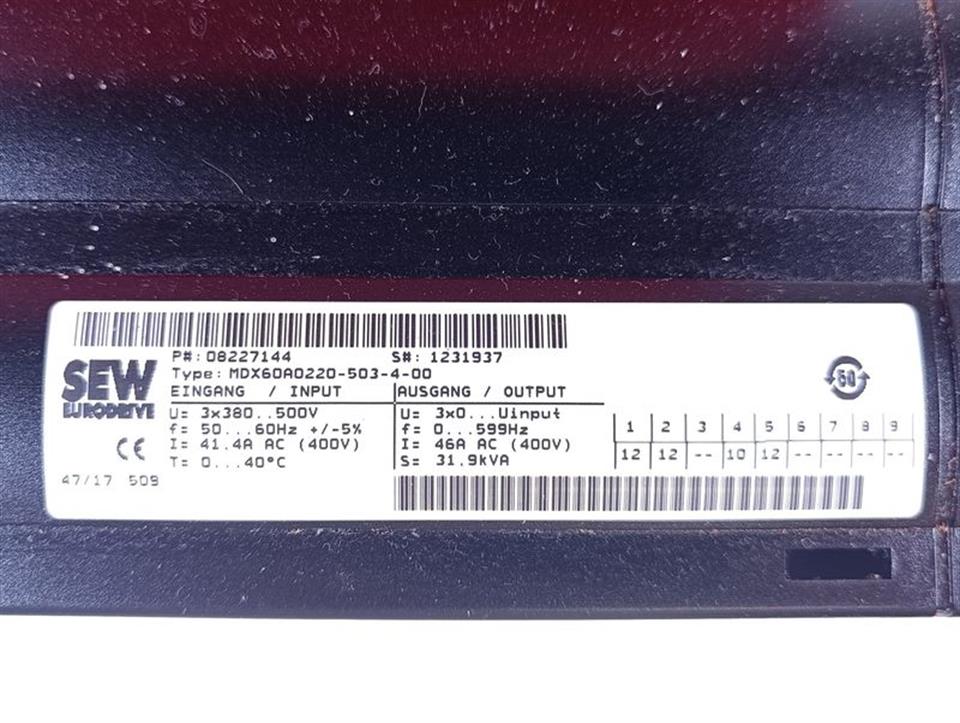 P#: 08227144 S#: 1231937
SEW
EURODRIVE
Type: MDX60A0220-503-4-00
EINGANG / INPUT AUSGANG / OUTPUT
U= 3x380..500V U= 3x0...Uinput
f= 50...60Hz +/-5% f= 0...599Hz
I= 41.4A AC (400V) I= 46A AC (400V)
T= 0...40°C S= 31.9kVA
1 2 3 4 5 6 7 8 9
12 12 -- 10 12 -- -- -- --
CE
47/17 509
50